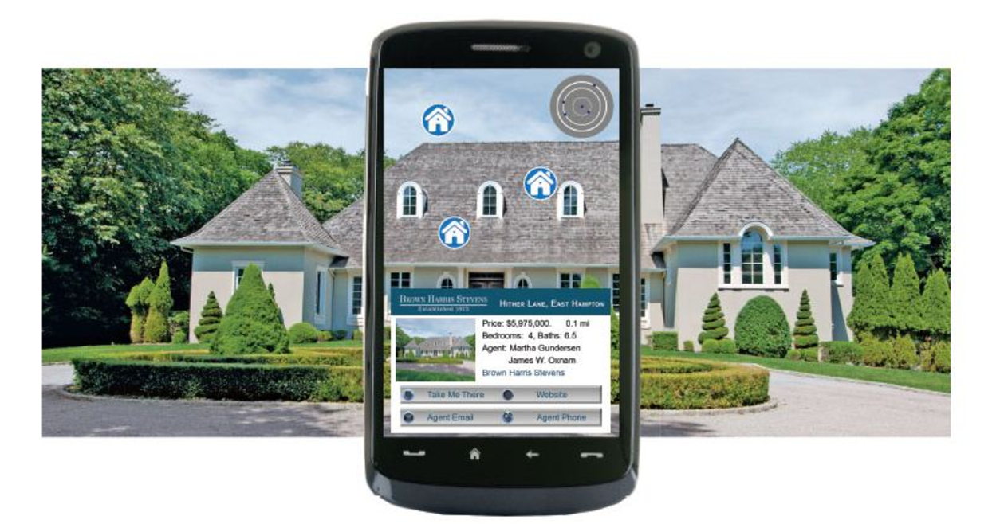 BROWN HARRIS STEVENS
Established 1873
HITHER LANE, EAST HAMPTON
Price: $5,975,000. 0.1 mi
Bedrooms: 4, Baths: 6.5
Agent: Martha Gundersen
James W. Oxnam
Brown Harris Stevens
Take Me There
Website
Agent Email
Agent Phone